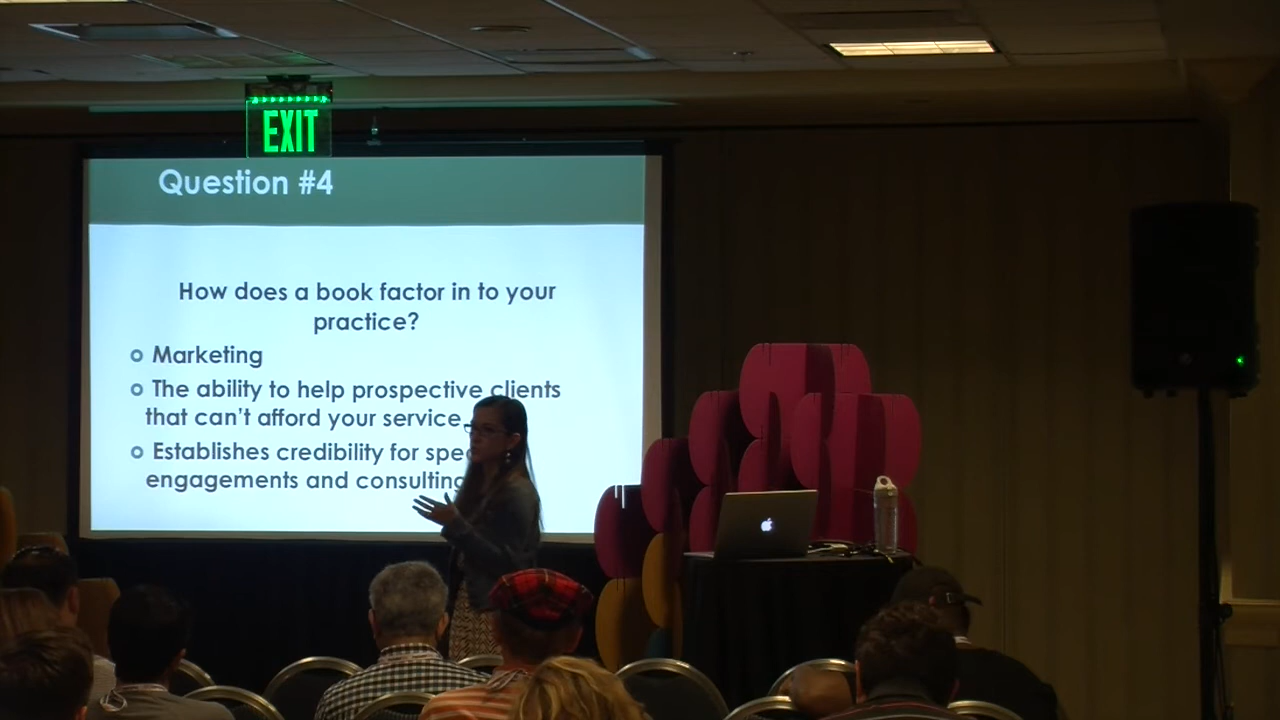 EXIT
Question #4
How does a book factor in to your
practice?
Marketing
The ability to help prospective clients
that can't afford your service
Establishes credibility for
engagements and consulting